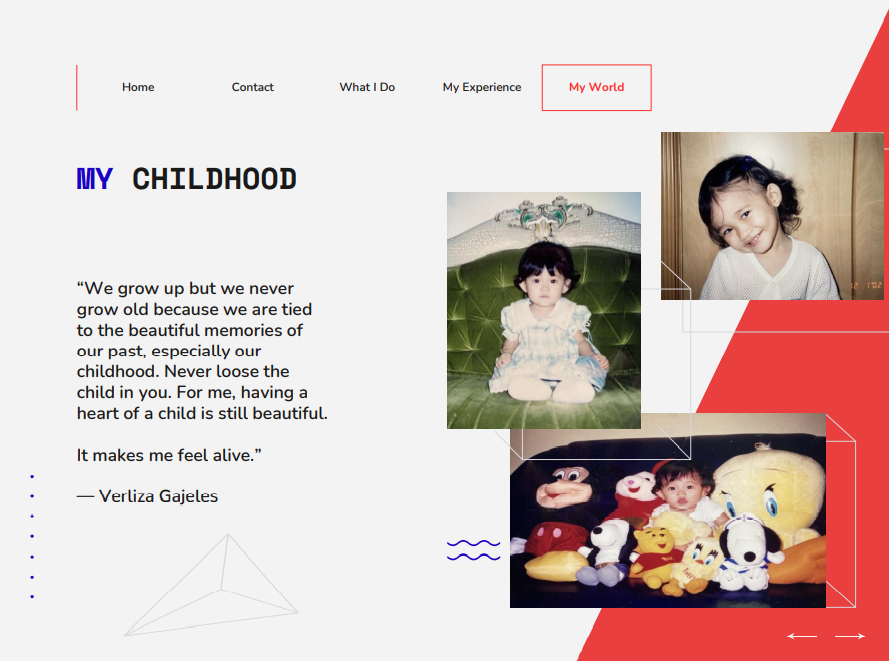 Home Contact What I Do My Experience My World
MY CHILDHOOD
“We grow up but we never
grow old because we are tied
to the beautiful memories of
our past, especially our
childhood. Never loose the
child in you. For me, having a
heart of a child is still beautiful.
It makes me feel alive.”
— Verliza Gajeles